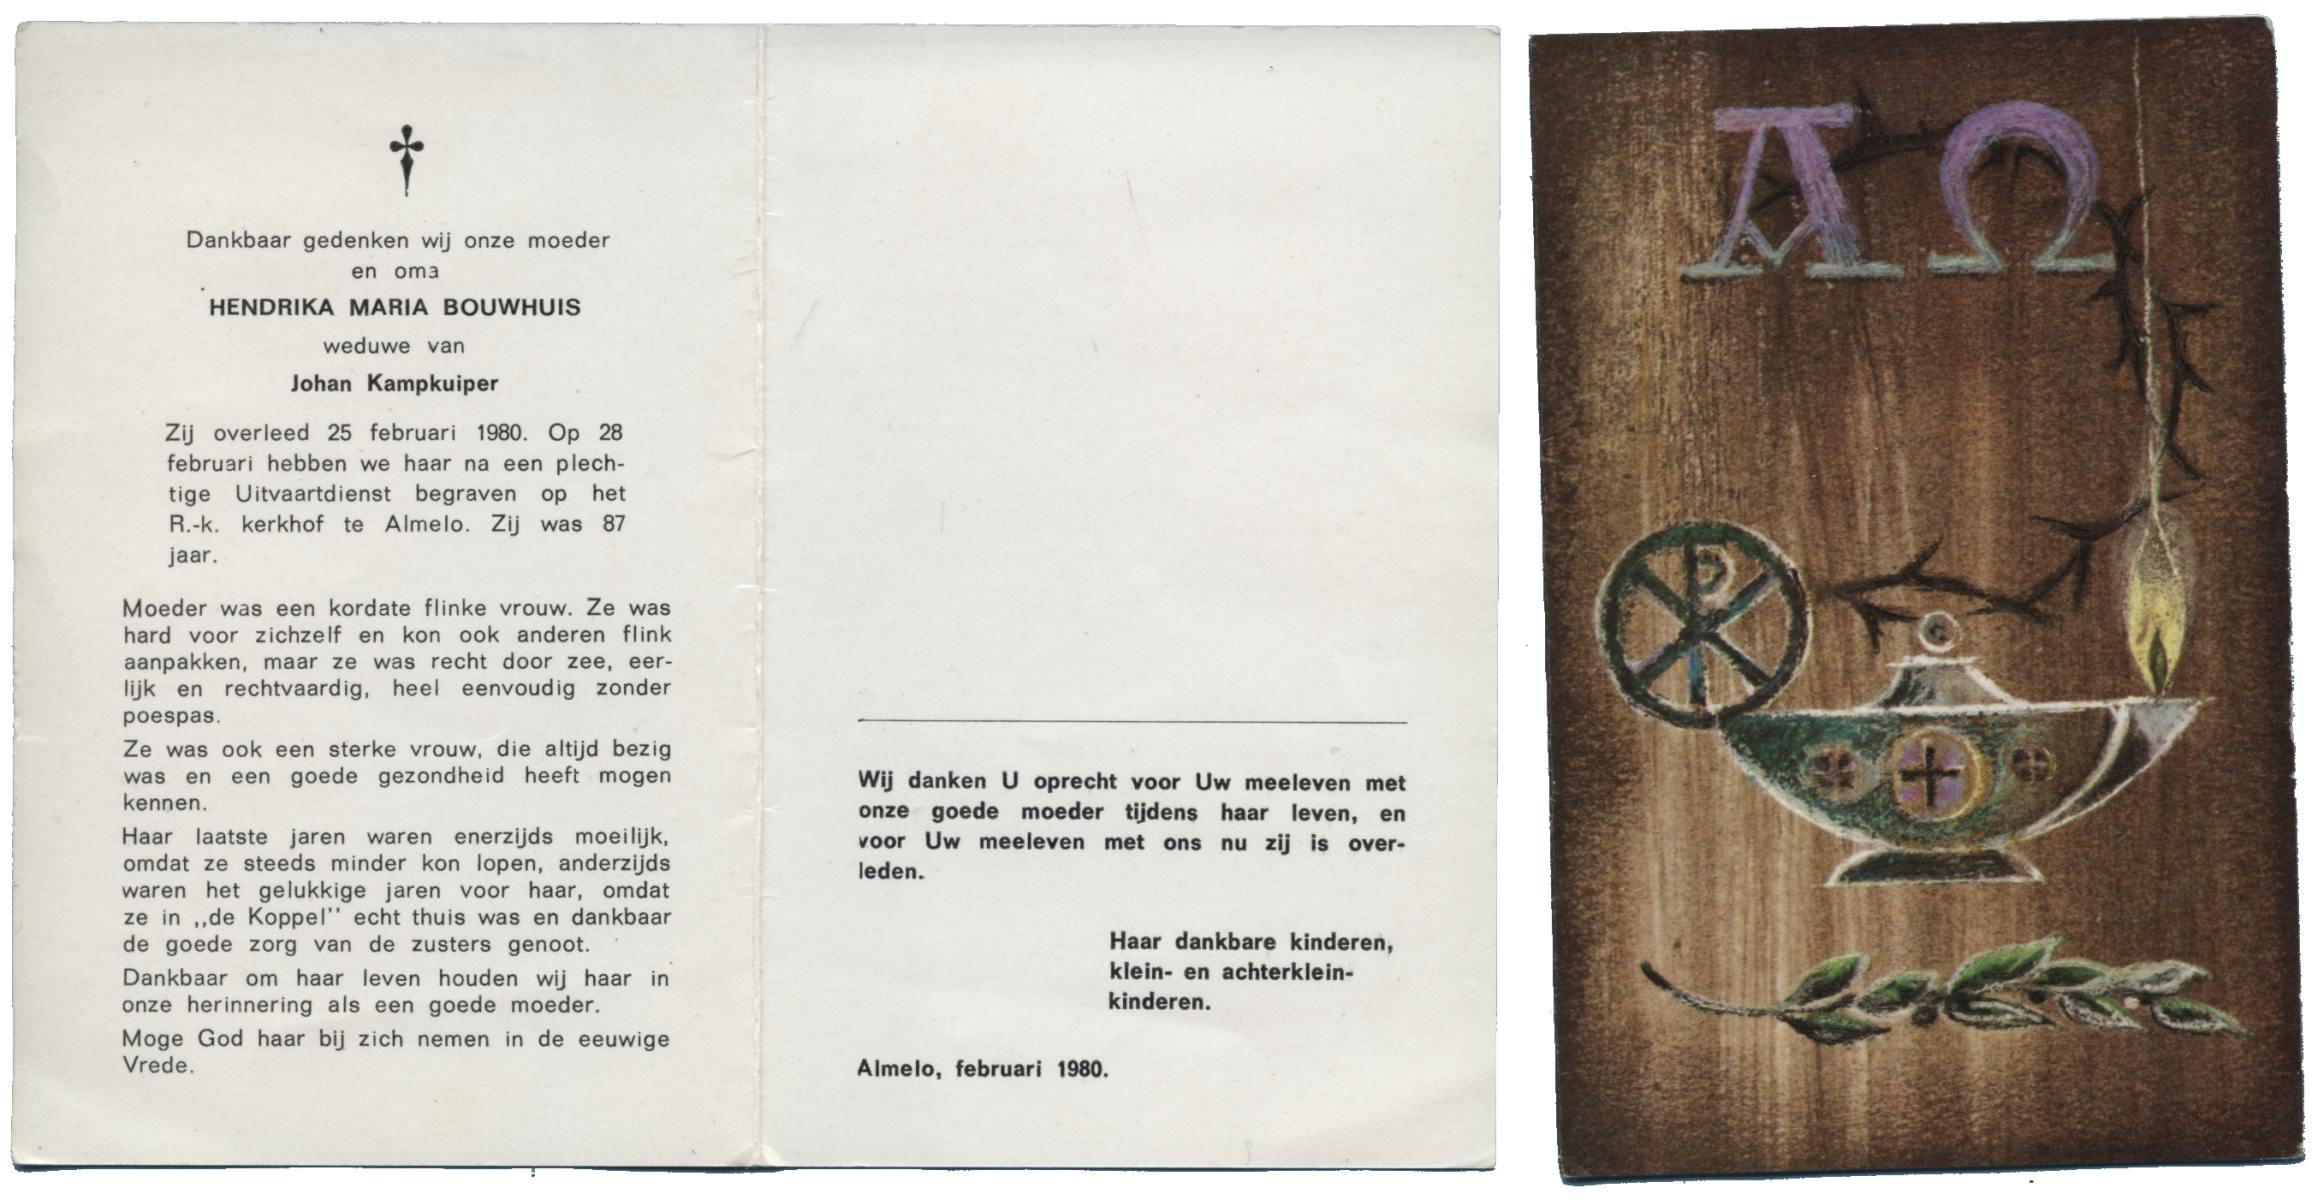 Dankbaar gedenken wij onze moeder
en oma
HENDRIKA MARIA BOUWHUIS
weduwe van
Johan Kampkuiper
Zij overleed 25 februari 1980. Op 28
februari hebben we haar na een plech-
tige Uitvaartdienst begraven op het
R.-k. kerkhof te Almelo. Zij was 87
jaar.
Moeder was een kordate flinke vrouw. Ze was
hard voor zichzelf en kon ook anderen flink
aanpakken, maar ze was recht door zee, eer-
lijk en rechtvaardig, heel eenvoudig zonder
poespas.
Ze was ook een sterke vrouw, die altijd bezig
was en een goede gezondheid heeft mogen
kennen.
Haar laatste jaren waren enerzijds moeilijk,
omdat ze steeds minder kon lopen, anderzijds
waren het gelukkige jaren voor haar, omdat
ze in ,,de Koppel'' echt thuis was en dankbaar
de goede zorg van de zusters genoot.
Dankbaar om haar leven houden wij haar in
onze herinnering als een goede moeder.
Moge God haar bij zich nemen in de eeuwige
Vrede.
Wij danken U oprecht voor Uw meeleven met
onze goede moeder tijdens haar leven, en
voor Uw meeleven met ons nu zij is over-
leden.
Haar dankbare kinderen,
klein- en achterklein-
kinderen.
Almelo, februari 1980.
Α Ω